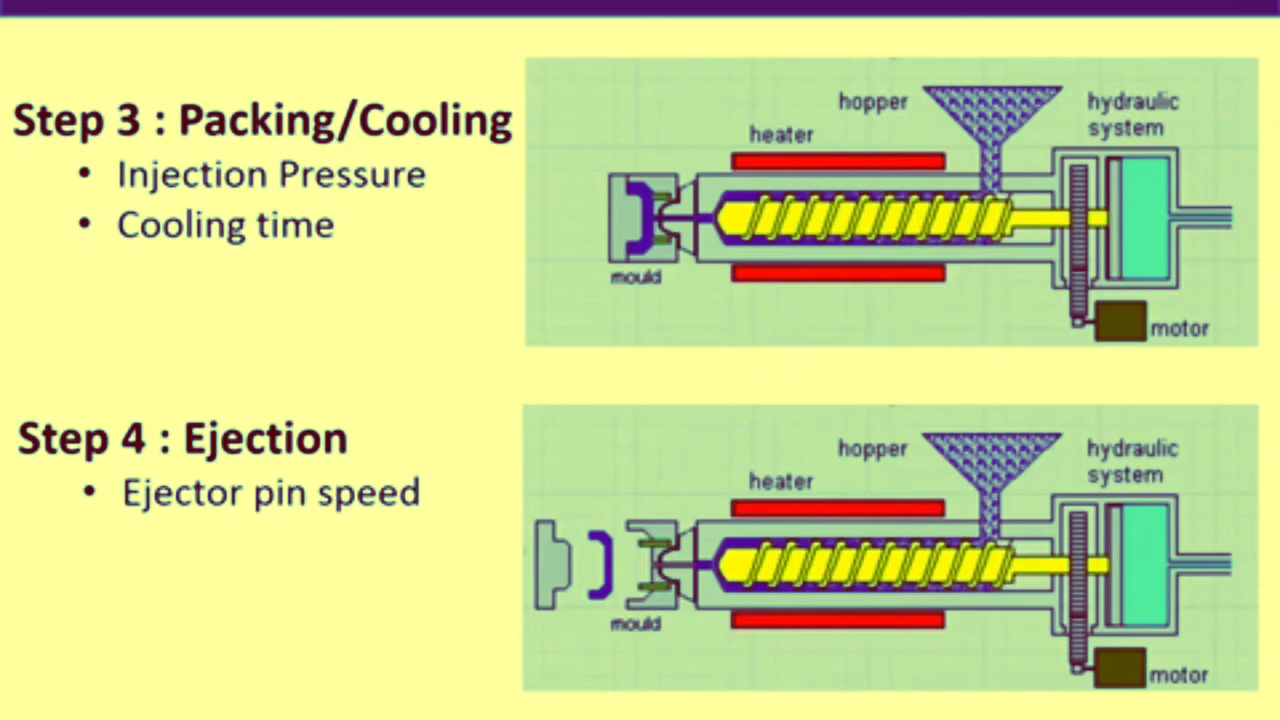 Step 3 : Packing/Cooling
• Injection Pressure
• Cooling time
hopper
hydraulic
system
heater
mould
motor
Step 4 : Ejection
• Ejector pin speed
hopper
hydraulic
system
heater
mould
motor